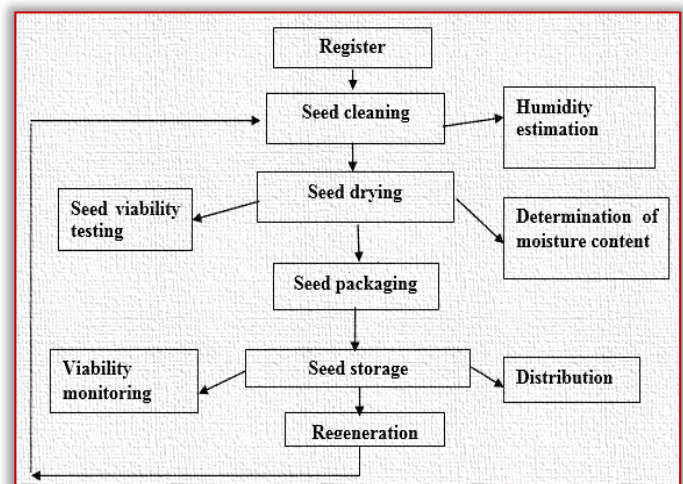 Register
Seed cleaning
Humidity
estimation
Seed drying
Seed viability
testing
Determination of
moisture content
Seed packaging
Seed storage
Viability
monitoring
Distribution
Regeneration